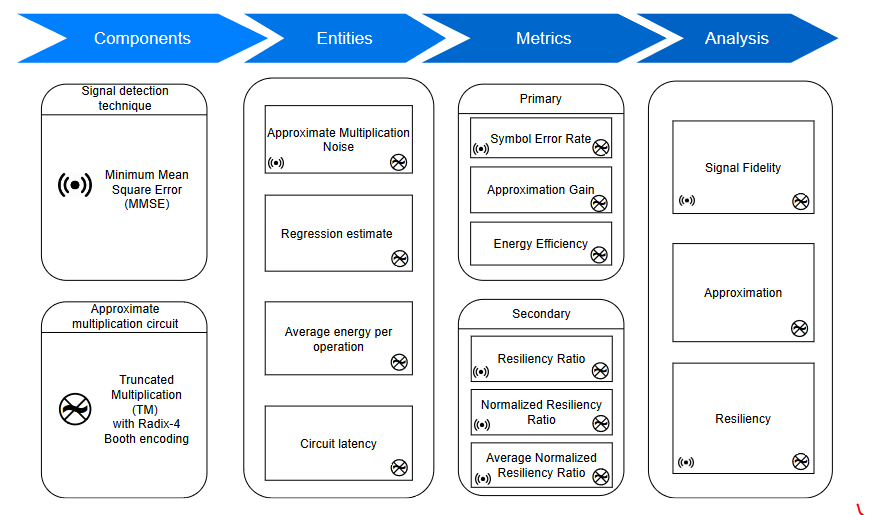 Components
Entities
Metrics
Analysis
Signal detection
technique
Minimum Mean
Square Error
(MMSE)
Approximate
multiplication circuit
Truncated
Multiplication
(TM)
with Radix-4
Booth encoding
Approximate Multiplication
Noise
Regression estimate
Average energy per
operation
Circuit latency
Primary
Symbol Error Rate
Approximation Gain
Energy Efficiency
Secondary
Resiliency Ratio
Normalized Resiliency
Ratio
Average Normalized
Resiliency Ratio
Signal Fidelity
Approximation
Resiliency